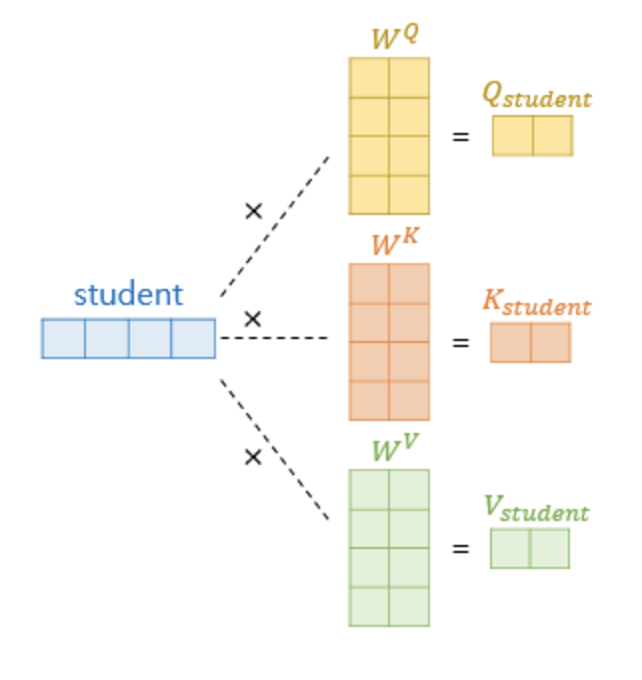 W^Q
Q_student
×
=
W^K
student
×
K_student
=
W^V
×
V_student
=